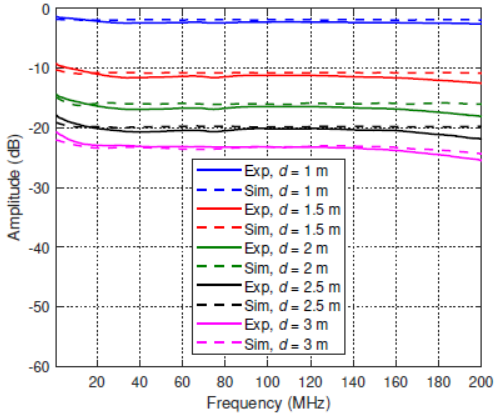 0
-10
-20
-30
-40
-50
-60
Amplitude (dB)
Exp, d = 1 m
Sim, d = 1 m
Exp, d = 1.5 m
Sim, d = 1.5 m
Exp, d = 2 m
Sim, d = 2 m
Exp, d = 2.5 m
Sim, d = 2.5 m
Exp, d = 3 m
Sim, d = 3 m
20 40 60 80 100 120 140 160 180 200
Frequency (MHz)